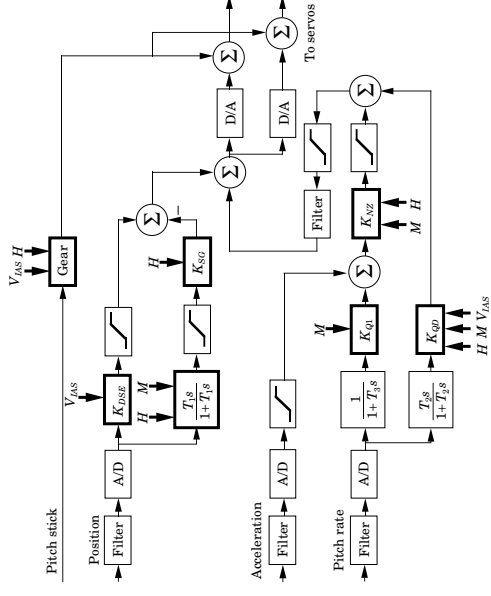 Pitch stick
V_IAS H
Gear
Position
Filter
A/D
V_IAS
K_DSE
H M
T_1s
1 + T_1s
H
K_SG
Σ
−
Σ
D/A
D/A
Σ
Σ
To servos
Acceleration
Filter
A/D
Pitch rate
Filter
A/D
1
1 + T_3s
T_2s
1 + T_2s
M
K_Q1
K_QD
H M V_IAS
Σ
K_NZ
M H
Filter
Σ